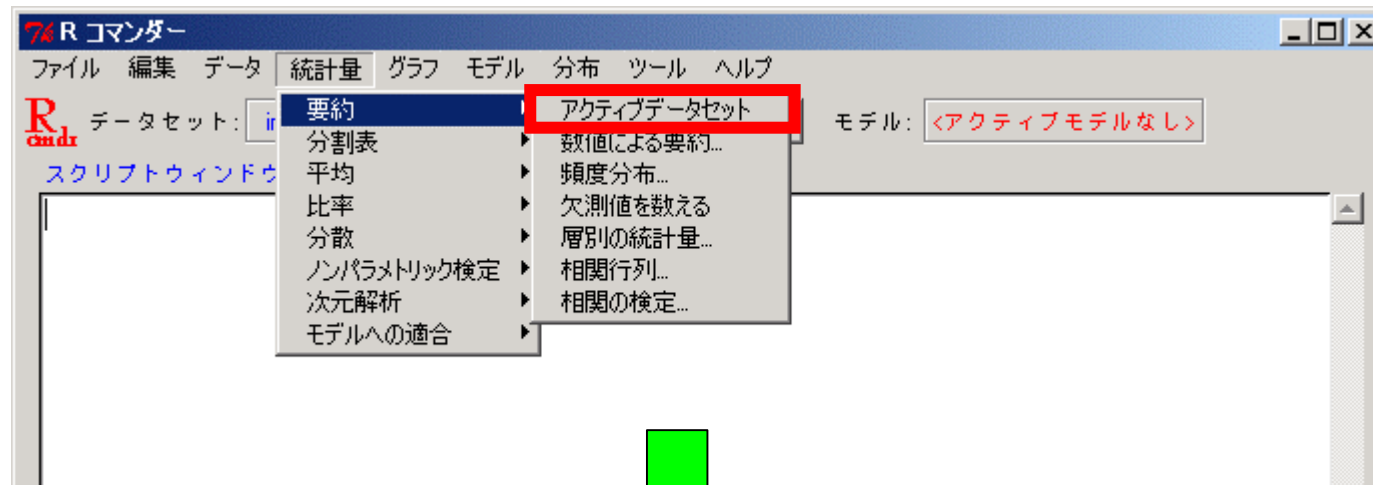 R コマンダー
ファイル 編集 データ 統計量 グラフ モデル 分布 ツール ヘルプ
R cmdr データセット: モデル: <アクティブモデルなし>
スクリプトウィンドウ
要約
分割表
平均
比率
分散
ノンパラメトリック検定
次元解析
モデルへの適合
アクティブデータセット
数値による要約...
頻度分布...
欠測値を数える
層別の統計量...
相関行列...
相関の検定...